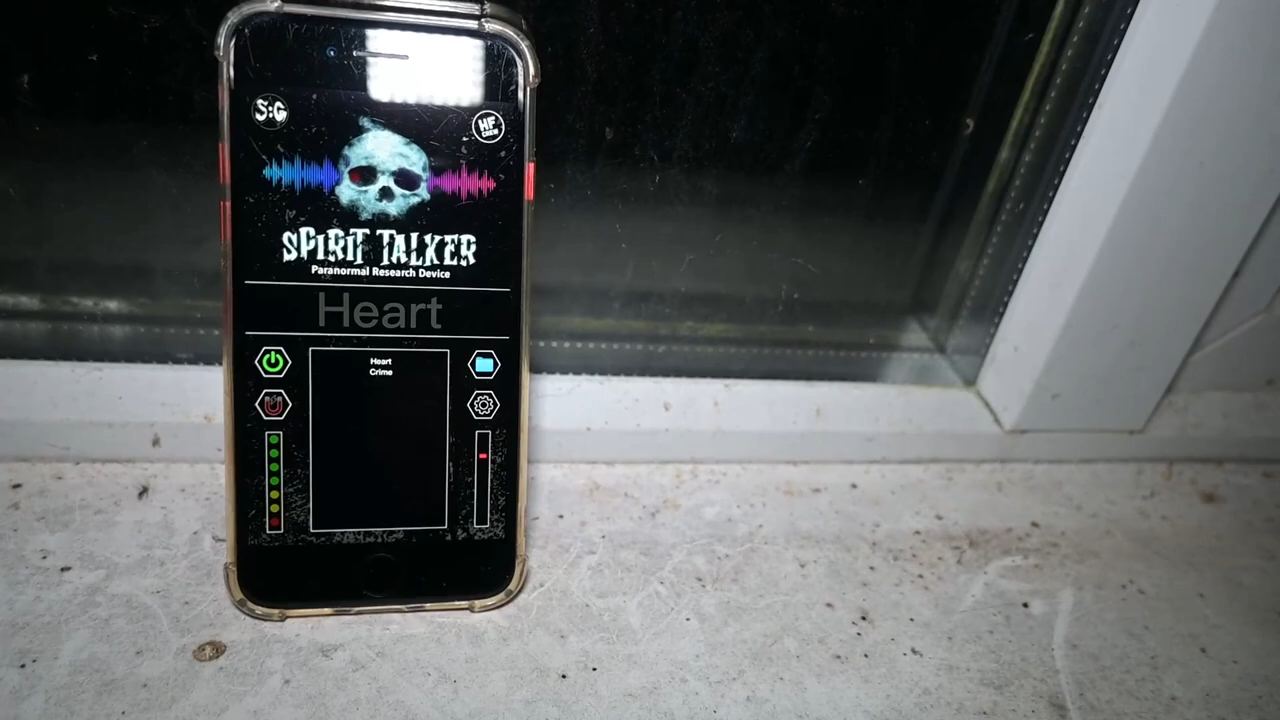 S:G
HF
CREW
SPIRIT TALKER
Paranormal Research Device
Heart
Heart
Crime